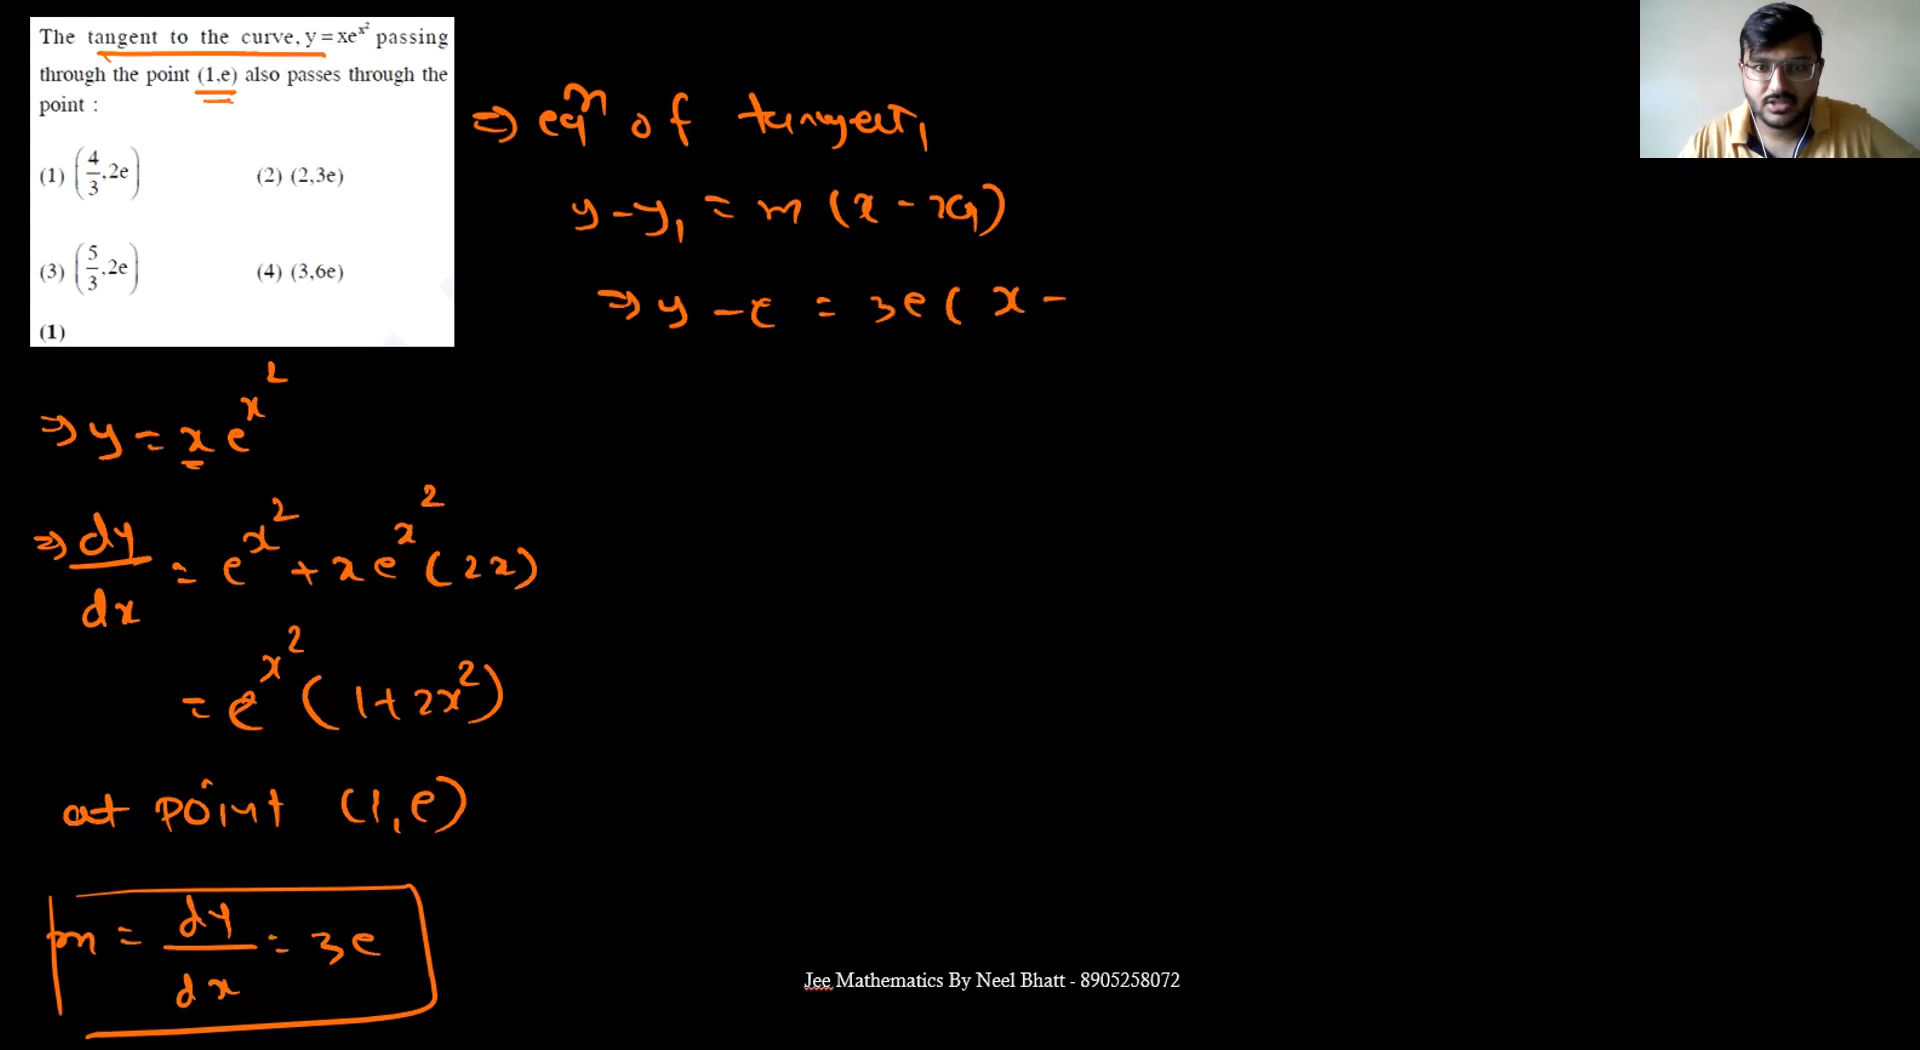 The tangent to the curve, y = xe^x² passing
through the point (1,e) also passes through the
point :
(1) (4/3, 2e) (2) (2,3e)
(3) (5/3, 2e) (4) (3,6e)
(1)
⇒ y = x e^x²
⇒ dy/dx = e^x² + x e^x² (2x)
= e^x² (1+2x²)
at point (1, e)
m = dy/dx = 3e
⇒ eqⁿ of tangent,
y - y₁ = m (x - x₁)
⇒ y - e = 3e ( x -
Jee Mathematics By Neel Bhatt - 8905258072